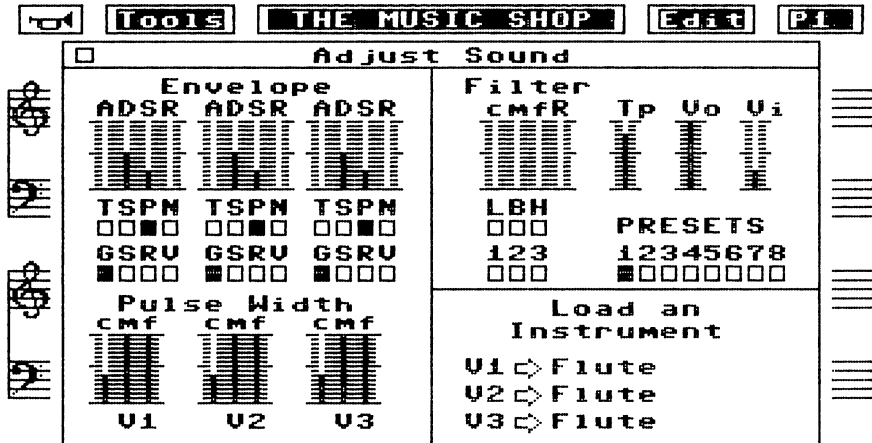 Tools THE MUSIC SHOP Edit P1
Adjust Sound
Envelope
ADSR ADSR ADSR
TSPN TSPN TSPN
GSRV GSRV GSRV
Pulse Width
cmf cmf cmf
V1 V2 V3
Filter
cmfR Tp Vo Vi
LBH
PRESETS
123 12345678
Load an
Instrument
V1 ⇨ Flute
V2 ⇨ Flute
V3 ⇨ Flute